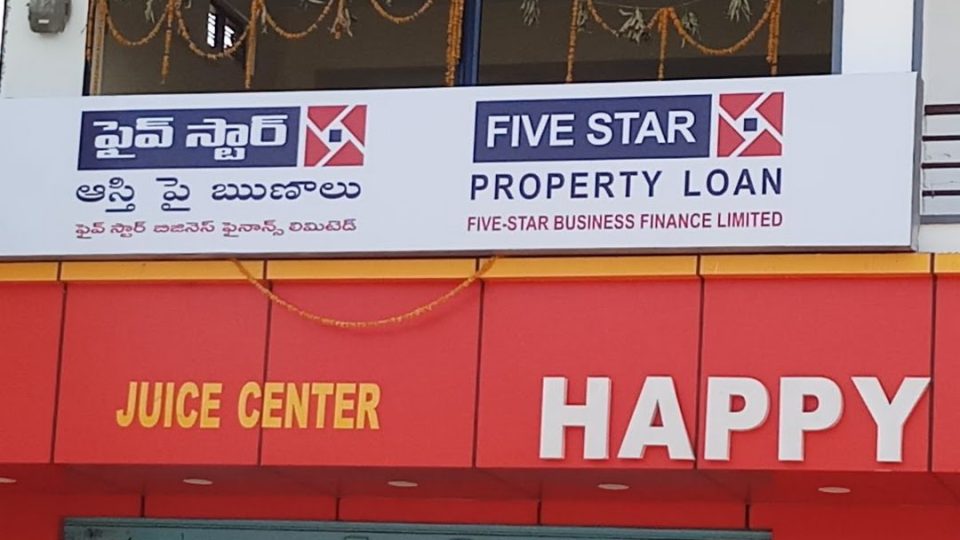 ఫైవ్ స్టార్
ఆస్తి పై ఋణాలు
ఫైవ్ స్టార్ బిజినెస్ ఫైనాన్స్ లిమిటెడ్
FIVE STAR
PROPERTY LOAN
FIVE-STAR BUSINESS FINANCE LIMITED
JUICE CENTER
HAPPY